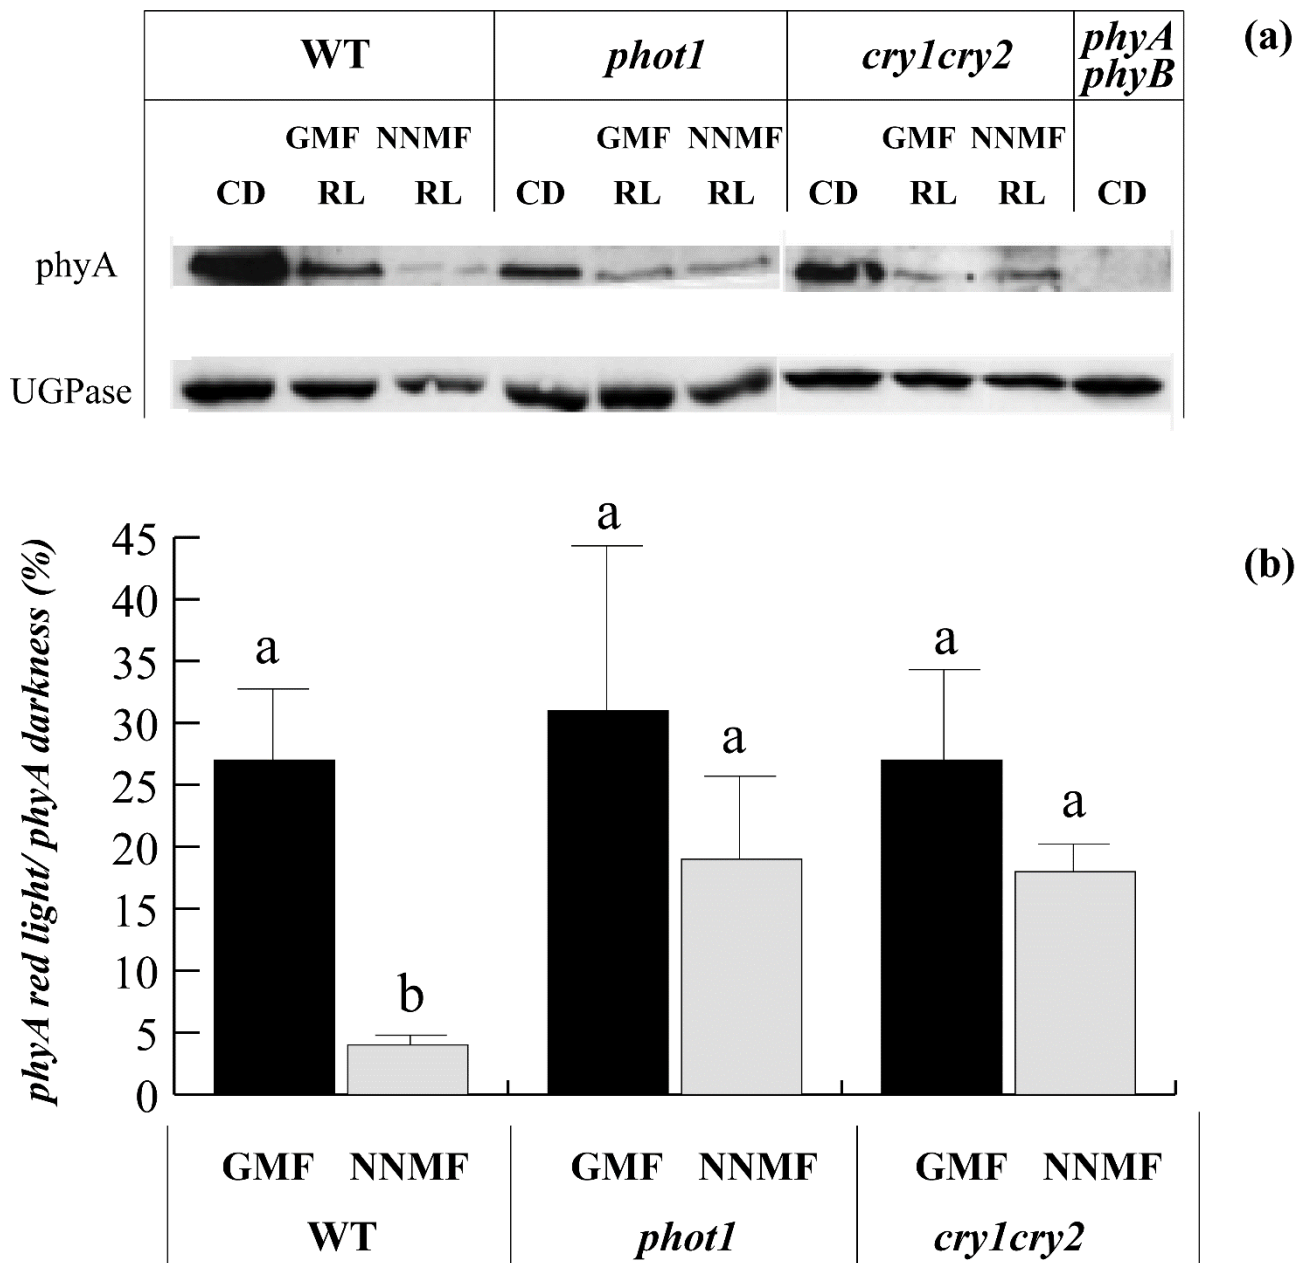 WT phot1 cry1cry2 phyA (a)
phyB
GMF NNMF GMF NNMF GMF NNMF
CD RL RL CD RL RL CD RL RL CD
phyA
UGPase
(b)
phyA red light/ phyA darkness (%)
45
40
35
30
25
20
15
10
5
0
a
b
a
a
a
a
GMF NNMF GMF NNMF GMF NNMF
WT phot1 cry1cry2